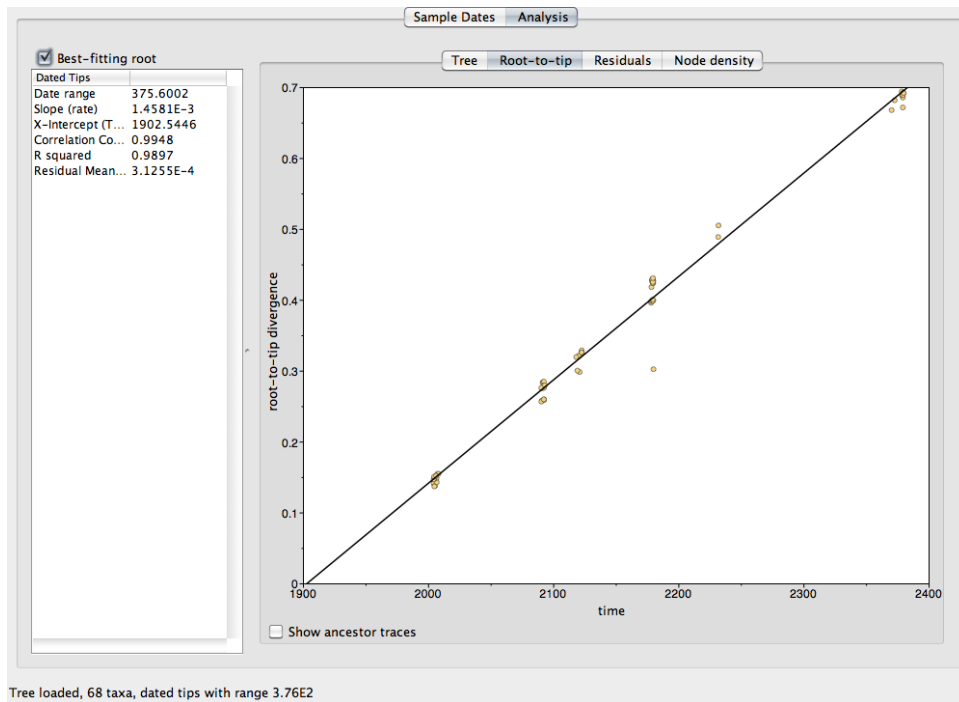 Sample Dates Analysis
Best-fitting root
Tree Root-to-tip Residuals Node density
Dated Tips
Date range 375.6002
Slope (rate) 1.4581E-3
X-Intercept (T... 1902.5446
Correlation Co... 0.9948
R squared 0.9897
Residual Mean... 3.1255E-4
0.7
0.6
0.5
0.4
0.3
0.2
0.1
0
root-to-tip divergence
1900 2000 2100 2200 2300 2400
time
Show ancestor traces
Tree loaded, 68 taxa, dated tips with range 3.76E2